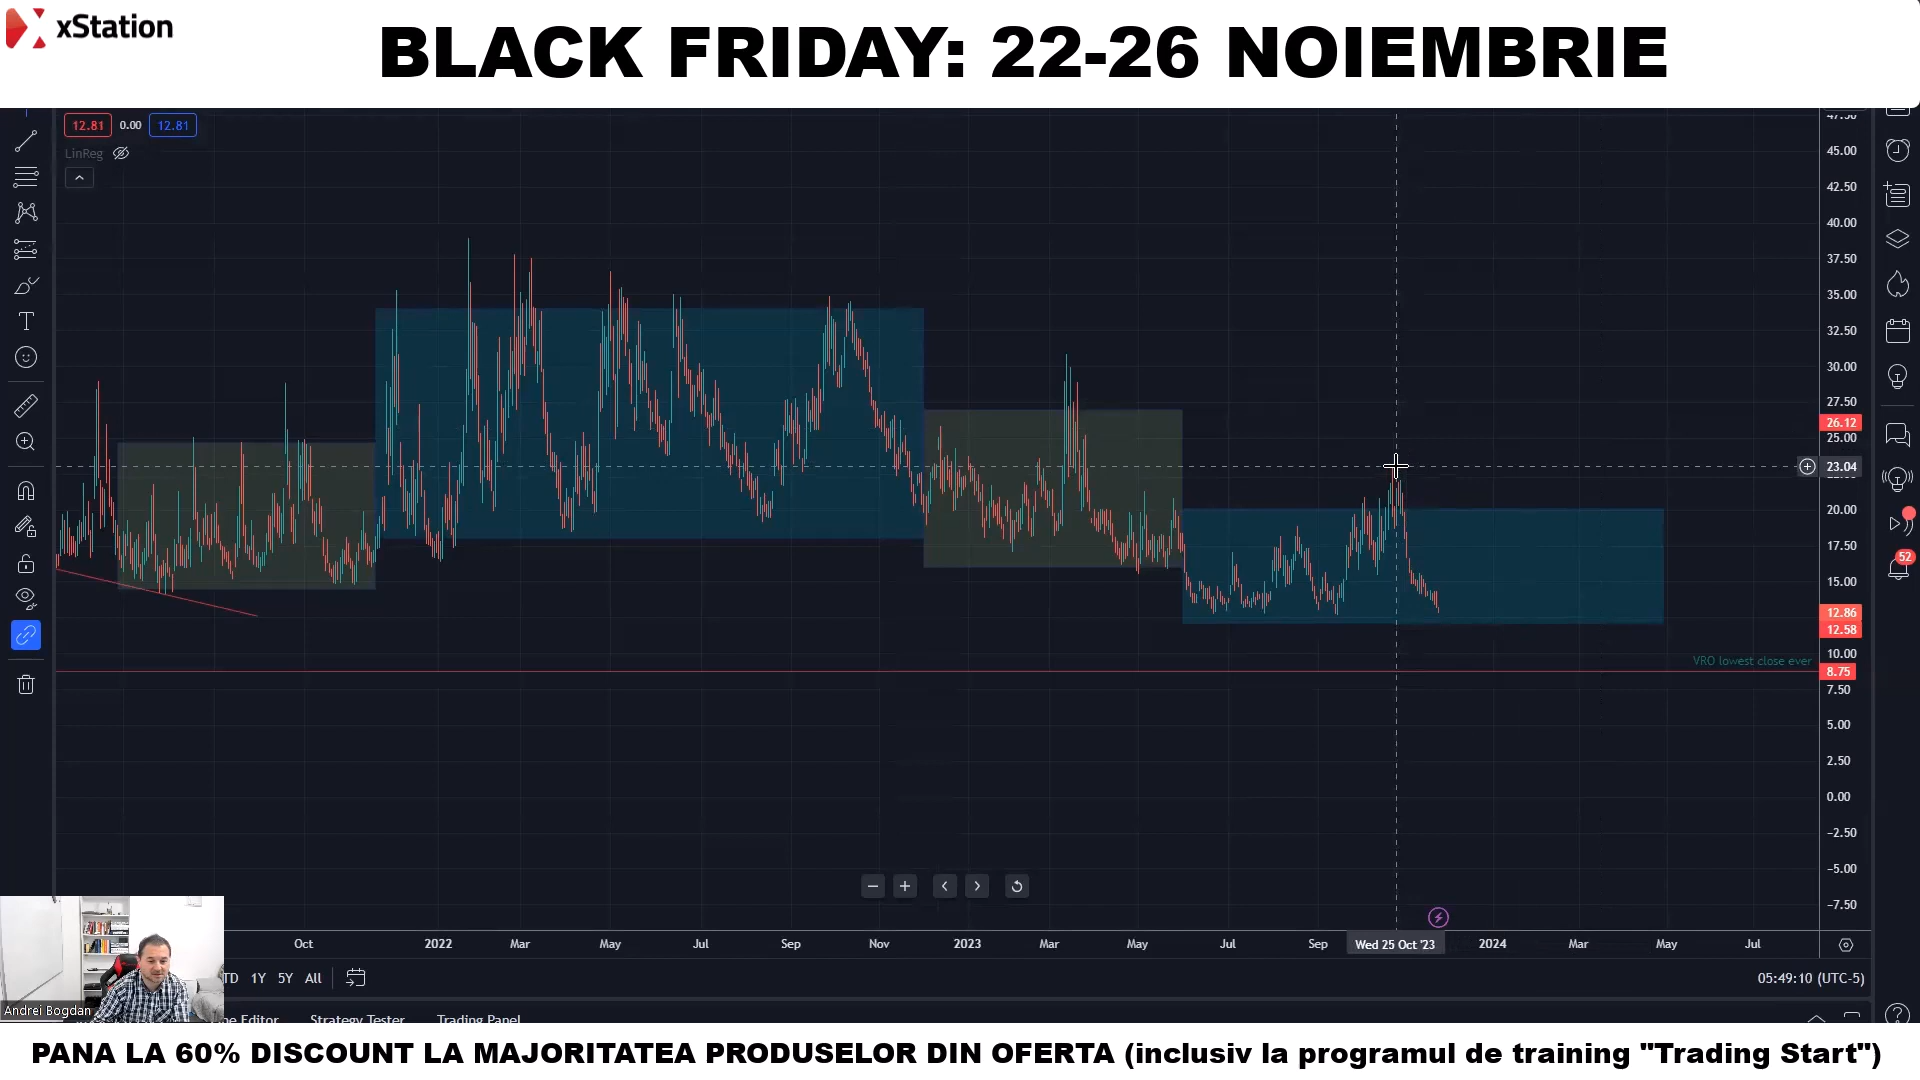 xStation
BLACK FRIDAY: 22-26 NOIEMBRIE
12.81 0.00 12.81
LinReg
47.50
45.00
42.50
40.00
37.50
35.00
32.50
30.00
27.50
26.12
25.00
23.04
20.00
17.50
15.00
12.86
12.58
10.00
VRO lowest close ever
8.75
7.50
5.00
2.50
0.00
−2.50
−5.00
−7.50
52
Oct 2022 Mar May Jul Sep Nov 2023 Mar May Jul Sep Wed 25 Oct '23 2024 Mar May Jul
TD 1Y 5Y All
05:49:10 (UTC-5)
Andrei Bogdan
Editor Strategy Tester Trading Panel
PANA LA 60% DISCOUNT LA MAJORITATEA PRODUSELOR DIN OFERTA (inclusiv la programul de training "Trading Start")